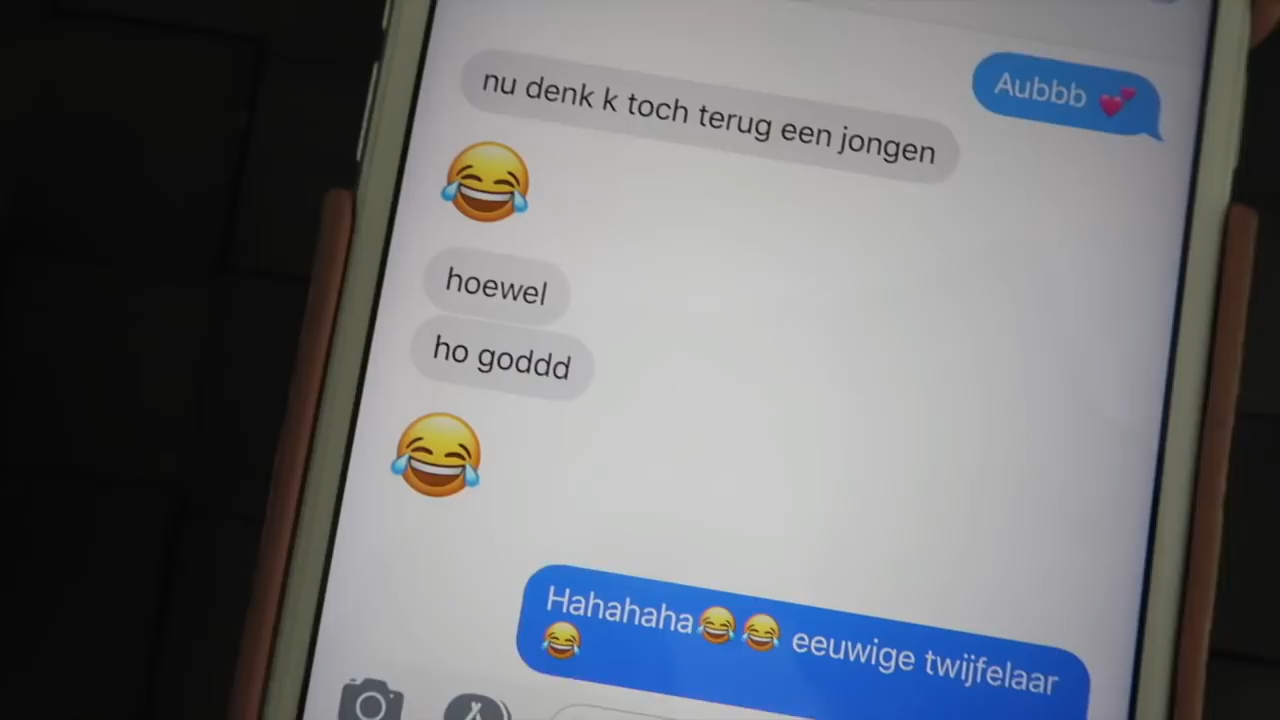 Aubbb 💕
nu denk k toch terug een jongen
😂
hoewel
ho goddd
😂
Hahahaha😂😂 eeuwige twijfelaar
😂